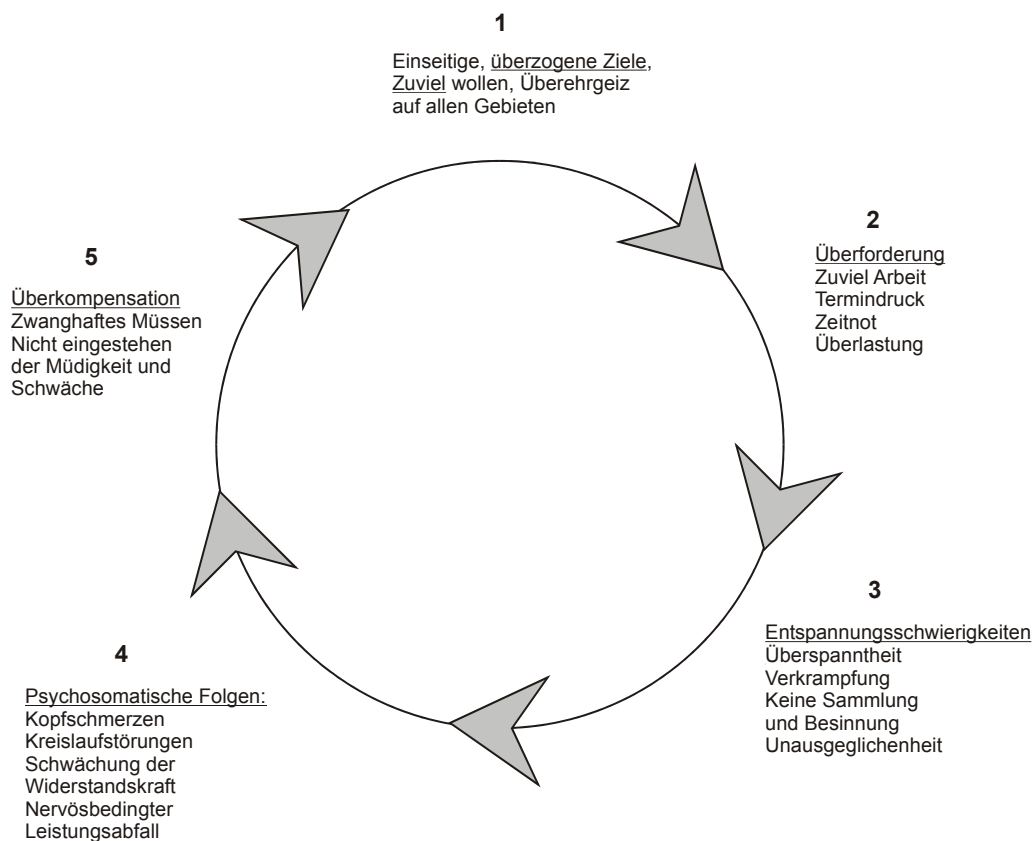 1
Einseitige, überzogene Ziele,
Zuviel wollen, Überehrgeiz
auf allen Gebieten
2
Überforderung
Zuviel Arbeit
Termindruck
Zeitnot
Überlastung
3
Entspannungsschwierigkeiten
Überspanntheit
Verkrampfung
Keine Sammlung
und Besinnung
Unausgeglichenheit
4
Psychosomatische Folgen:
Kopfschmerzen
Kreislaufstörungen
Schwächung der
Widerstandskraft
Nervösbedingter
Leistungsabfall
5
Überkompensation
Zwanghaftes Müssen
Nicht eingestehen
der Müdigkeit und
Schwäche